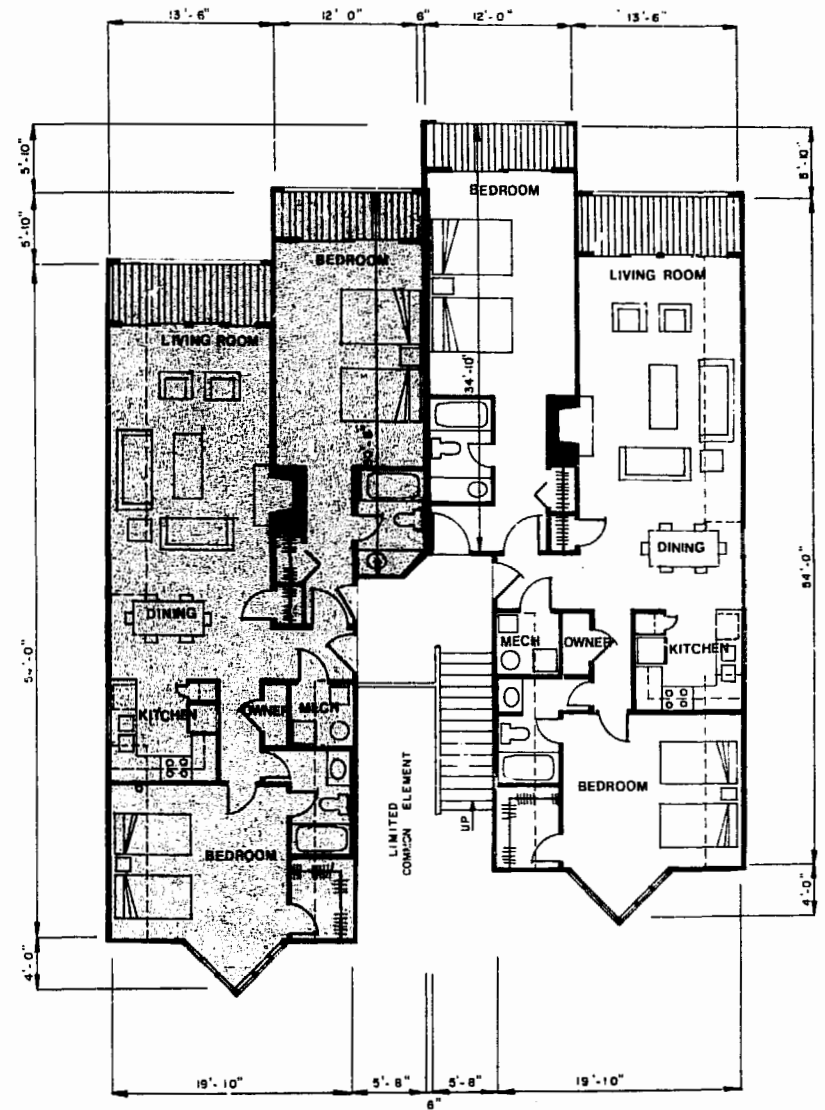 13'-6"
12' 0"
6"
12'-0"
13'-6"
5'-10"
5'-10"
5'-10"
BEDROOM
BEDROOM
LIVING ROOM
LIVING ROOM
34'-10"
DINING
DINING
54'-0"
MECH
OWNER
KITCHEN
KITCHEN
OWNER
MECH
BEDROOM
BEDROOM
LIMITED
COMMON ELEMENT
UP
4'-0"
4'-0"
19'-10"
5'-8"
5'-8"
19'-10"
6"